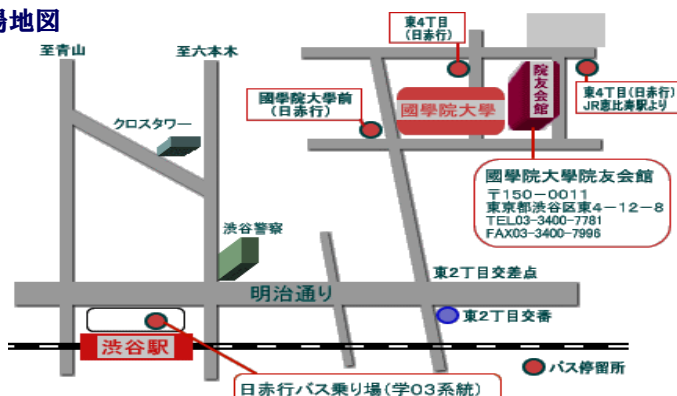 場地図
至青山
至六本木
東4丁目
(日赤行)
國學院大學前
(日赤行)
國學院大學
院友会館
東4丁目(日赤行)
JR恵比寿駅より
クロスタワー
國學院大學院友会館
〒150-0011
東京都渋谷区東4-12-8
TEL03-3400-7781
FAX03-3400-7996
渋谷警察
東2丁目交差点
明治通り
東2丁目交番
渋谷駅
バス停留所
日赤行バス乗り場(学03系統)